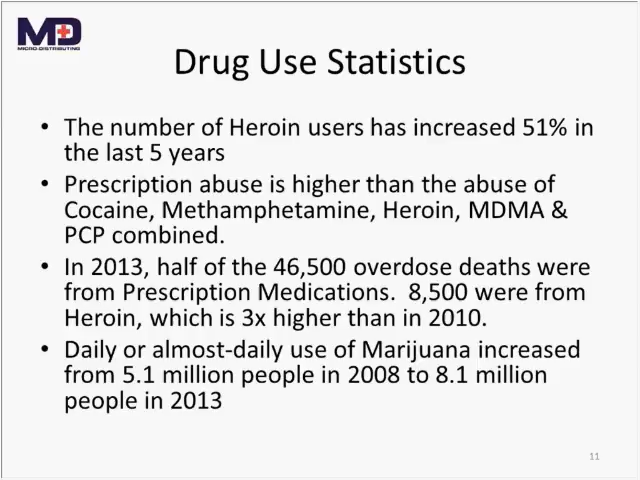 MD
MICRO-DISTRIBUTING
Drug Use Statistics
• The number of Heroin users has increased 51% in
the last 5 years
• Prescription abuse is higher than the abuse of
Cocaine, Methamphetamine, Heroin, MDMA &
PCP combined.
• In 2013, half of the 46,500 overdose deaths were
from Prescription Medications.  8,500 were from
Heroin, which is 3x higher than in 2010.
• Daily or almost-daily use of Marijuana increased
from 5.1 million people in 2008 to 8.1 million
people in 2013
11